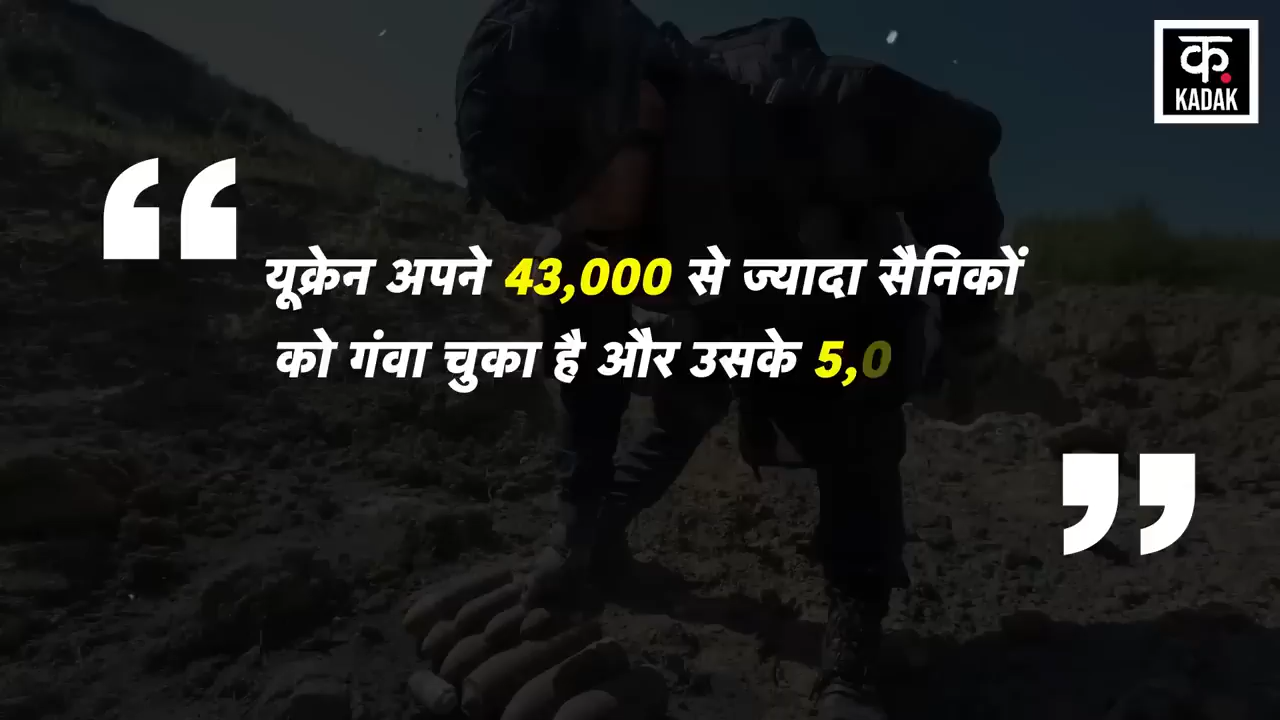 क.
KADAK
“
यूक्रेन अपने 43,000 से ज्यादा सैनिकों
को गंवा चुका है और उसके 5,0
”